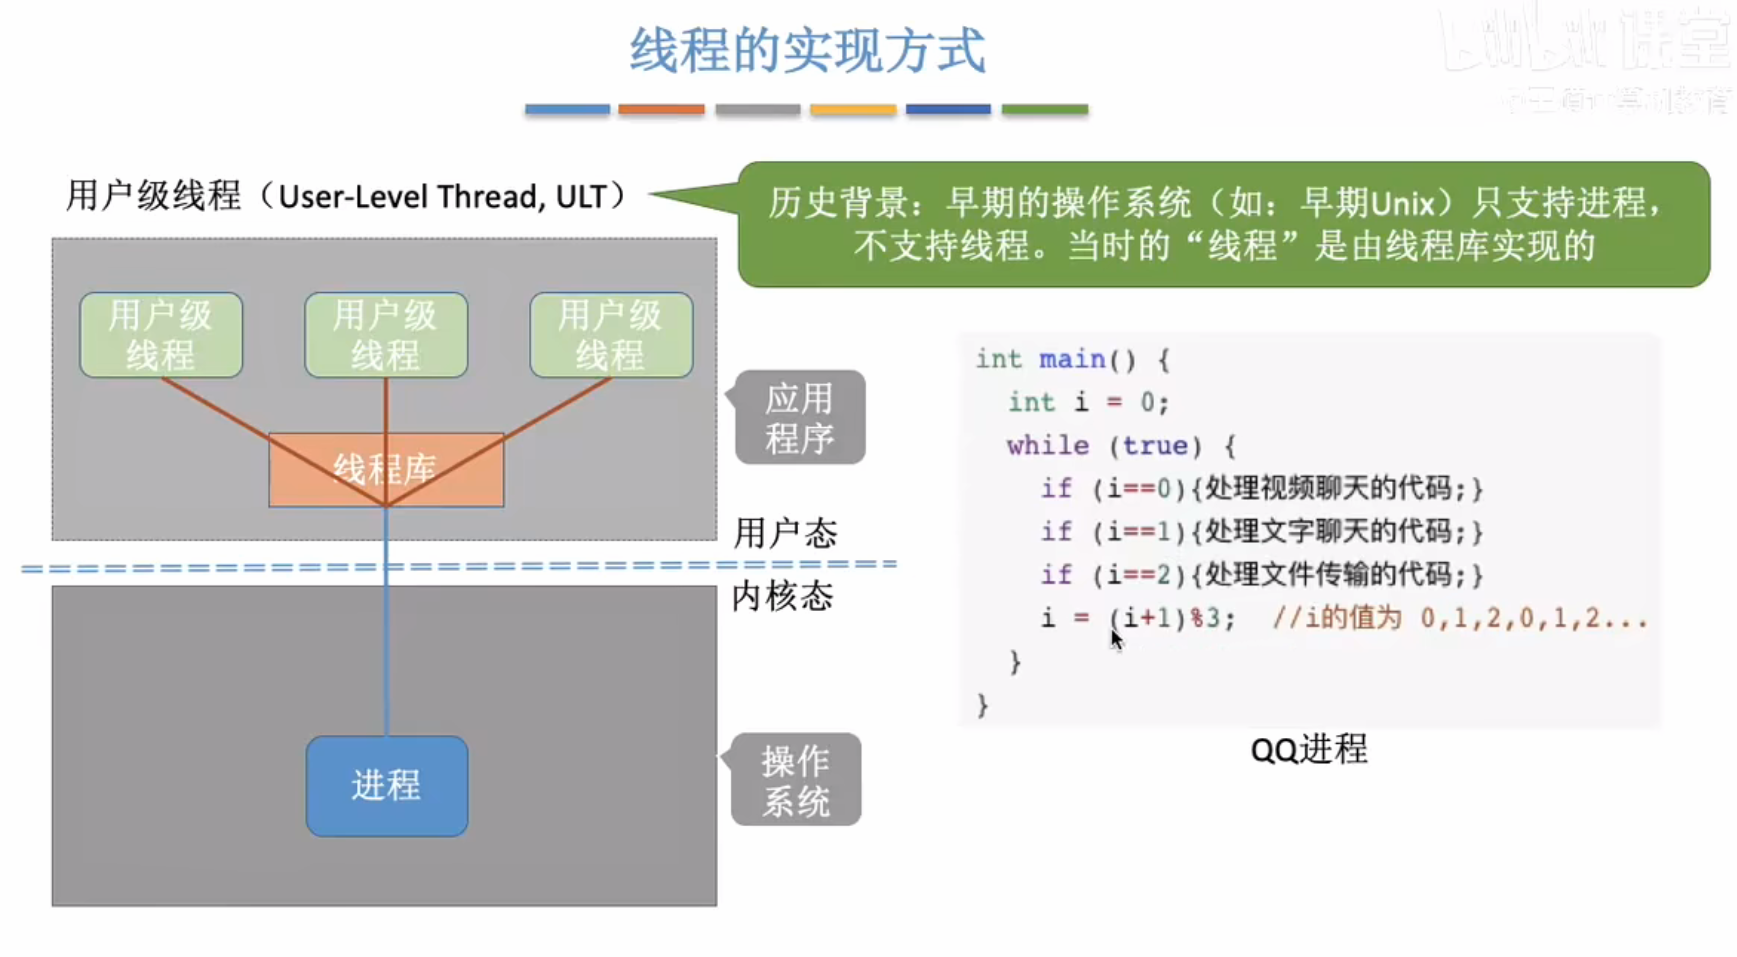 线程的实现方式
用户级线程（User-Level Thread, ULT）
历史背景：早期的操作系统（如：早期Unix）只支持进程，
不支持线程。当时的“线程”是由线程库实现的
用户级
线程
用户级
线程
用户级
线程
线程库
应用
程序
用户态
内核态
进程
操作
系统
int main() {
int i = 0;
while (true) {
if (i==0){处理视频聊天的代码;}
if (i==1){处理文字聊天的代码;}
if (i==2){处理文件传输的代码;}
i = (i+1)%3;  //i的值为 0,1,2,0,1,2...
}
}
QQ进程
课堂